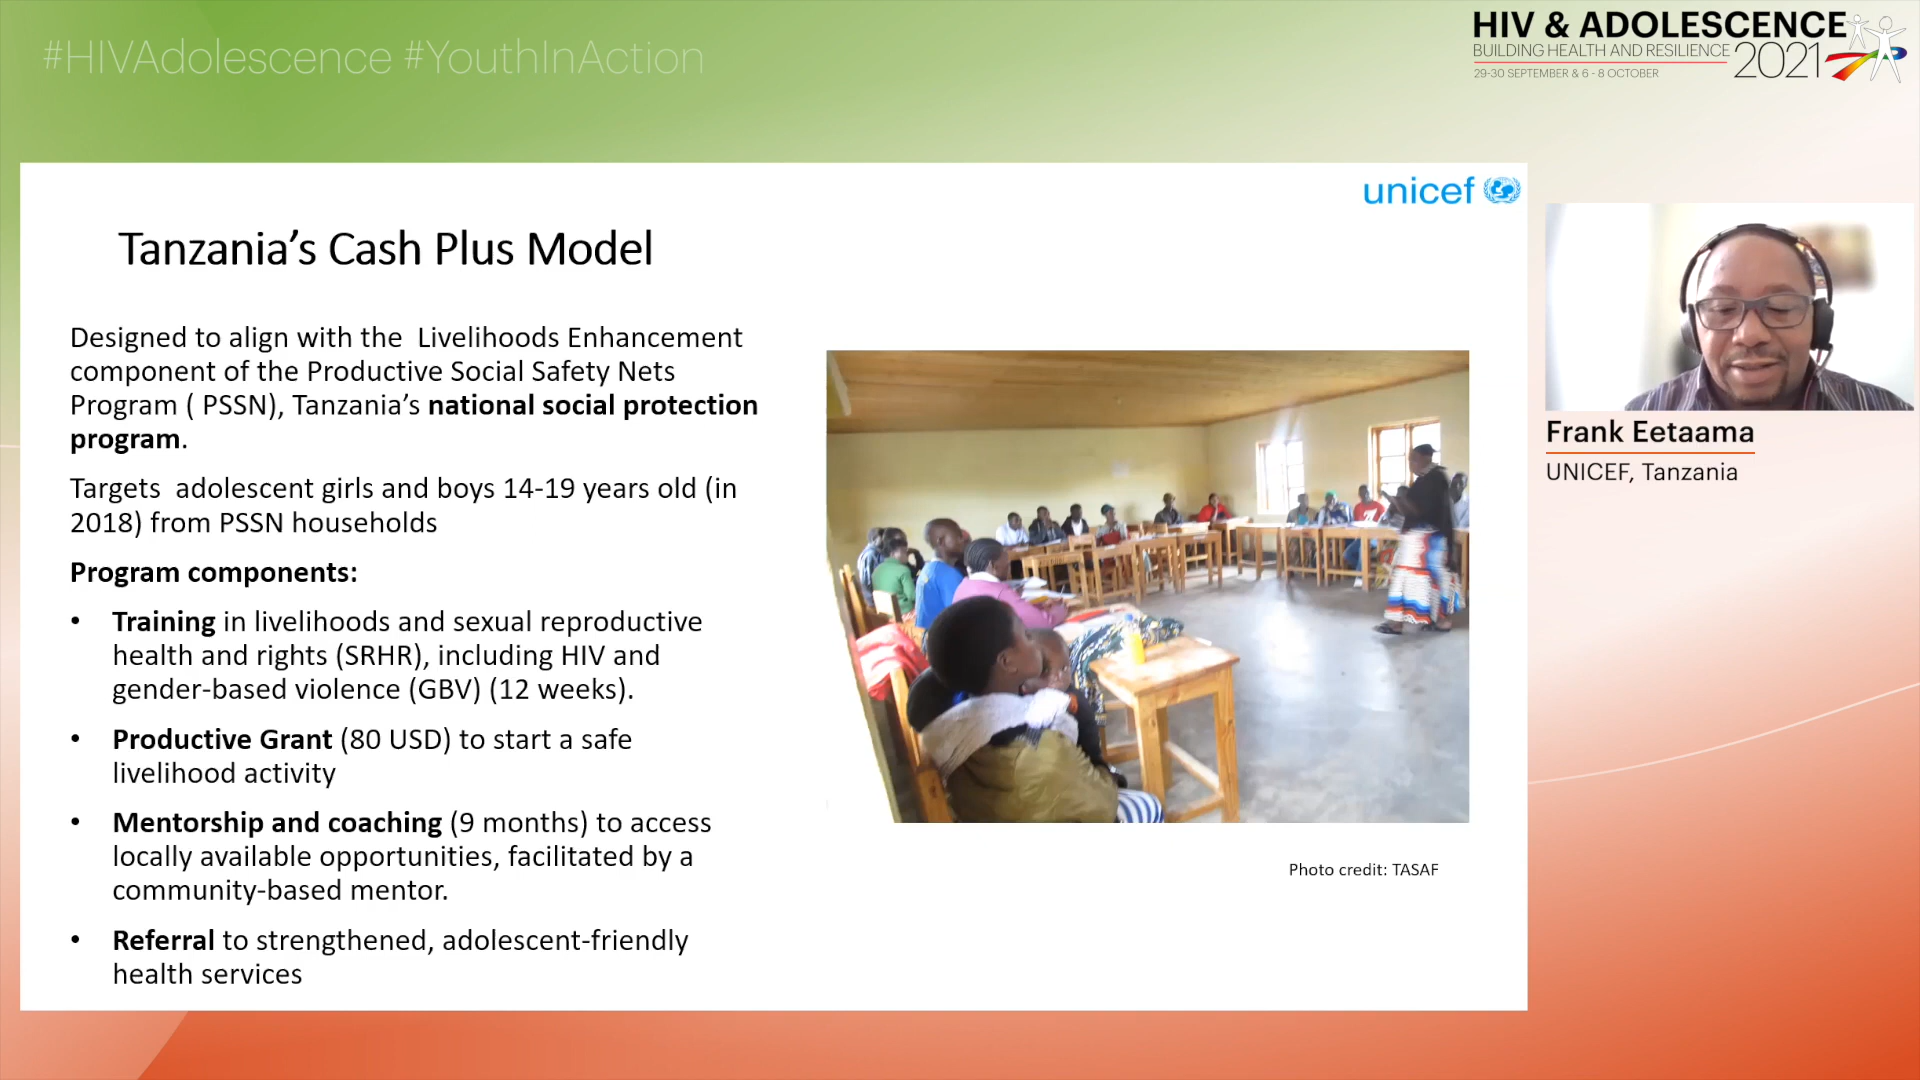 #HIVAdolescence #YouthInAction
HIV & ADOLESCENCE
BUILDING HEALTH AND RESILIENCE 2021
29-30 SEPTEMBER & 6 - 8 OCTOBER
unicef
Tanzania’s Cash Plus Model
Designed to align with the Livelihoods Enhancement
component of the Productive Social Safety Nets
Program ( PSSN), Tanzania’s national social protection
program.
Targets adolescent girls and boys 14-19 years old (in
2018) from PSSN households
Program components:
• Training in livelihoods and sexual reproductive
health and rights (SRHR), including HIV and
gender-based violence (GBV) (12 weeks).
• Productive Grant (80 USD) to start a safe
livelihood activity
• Mentorship and coaching (9 months) to access
locally available opportunities, facilitated by a
community-based mentor.
• Referral to strengthened, adolescent-friendly
health services
Photo credit: TASAF
Frank Eetaama
UNICEF, Tanzania